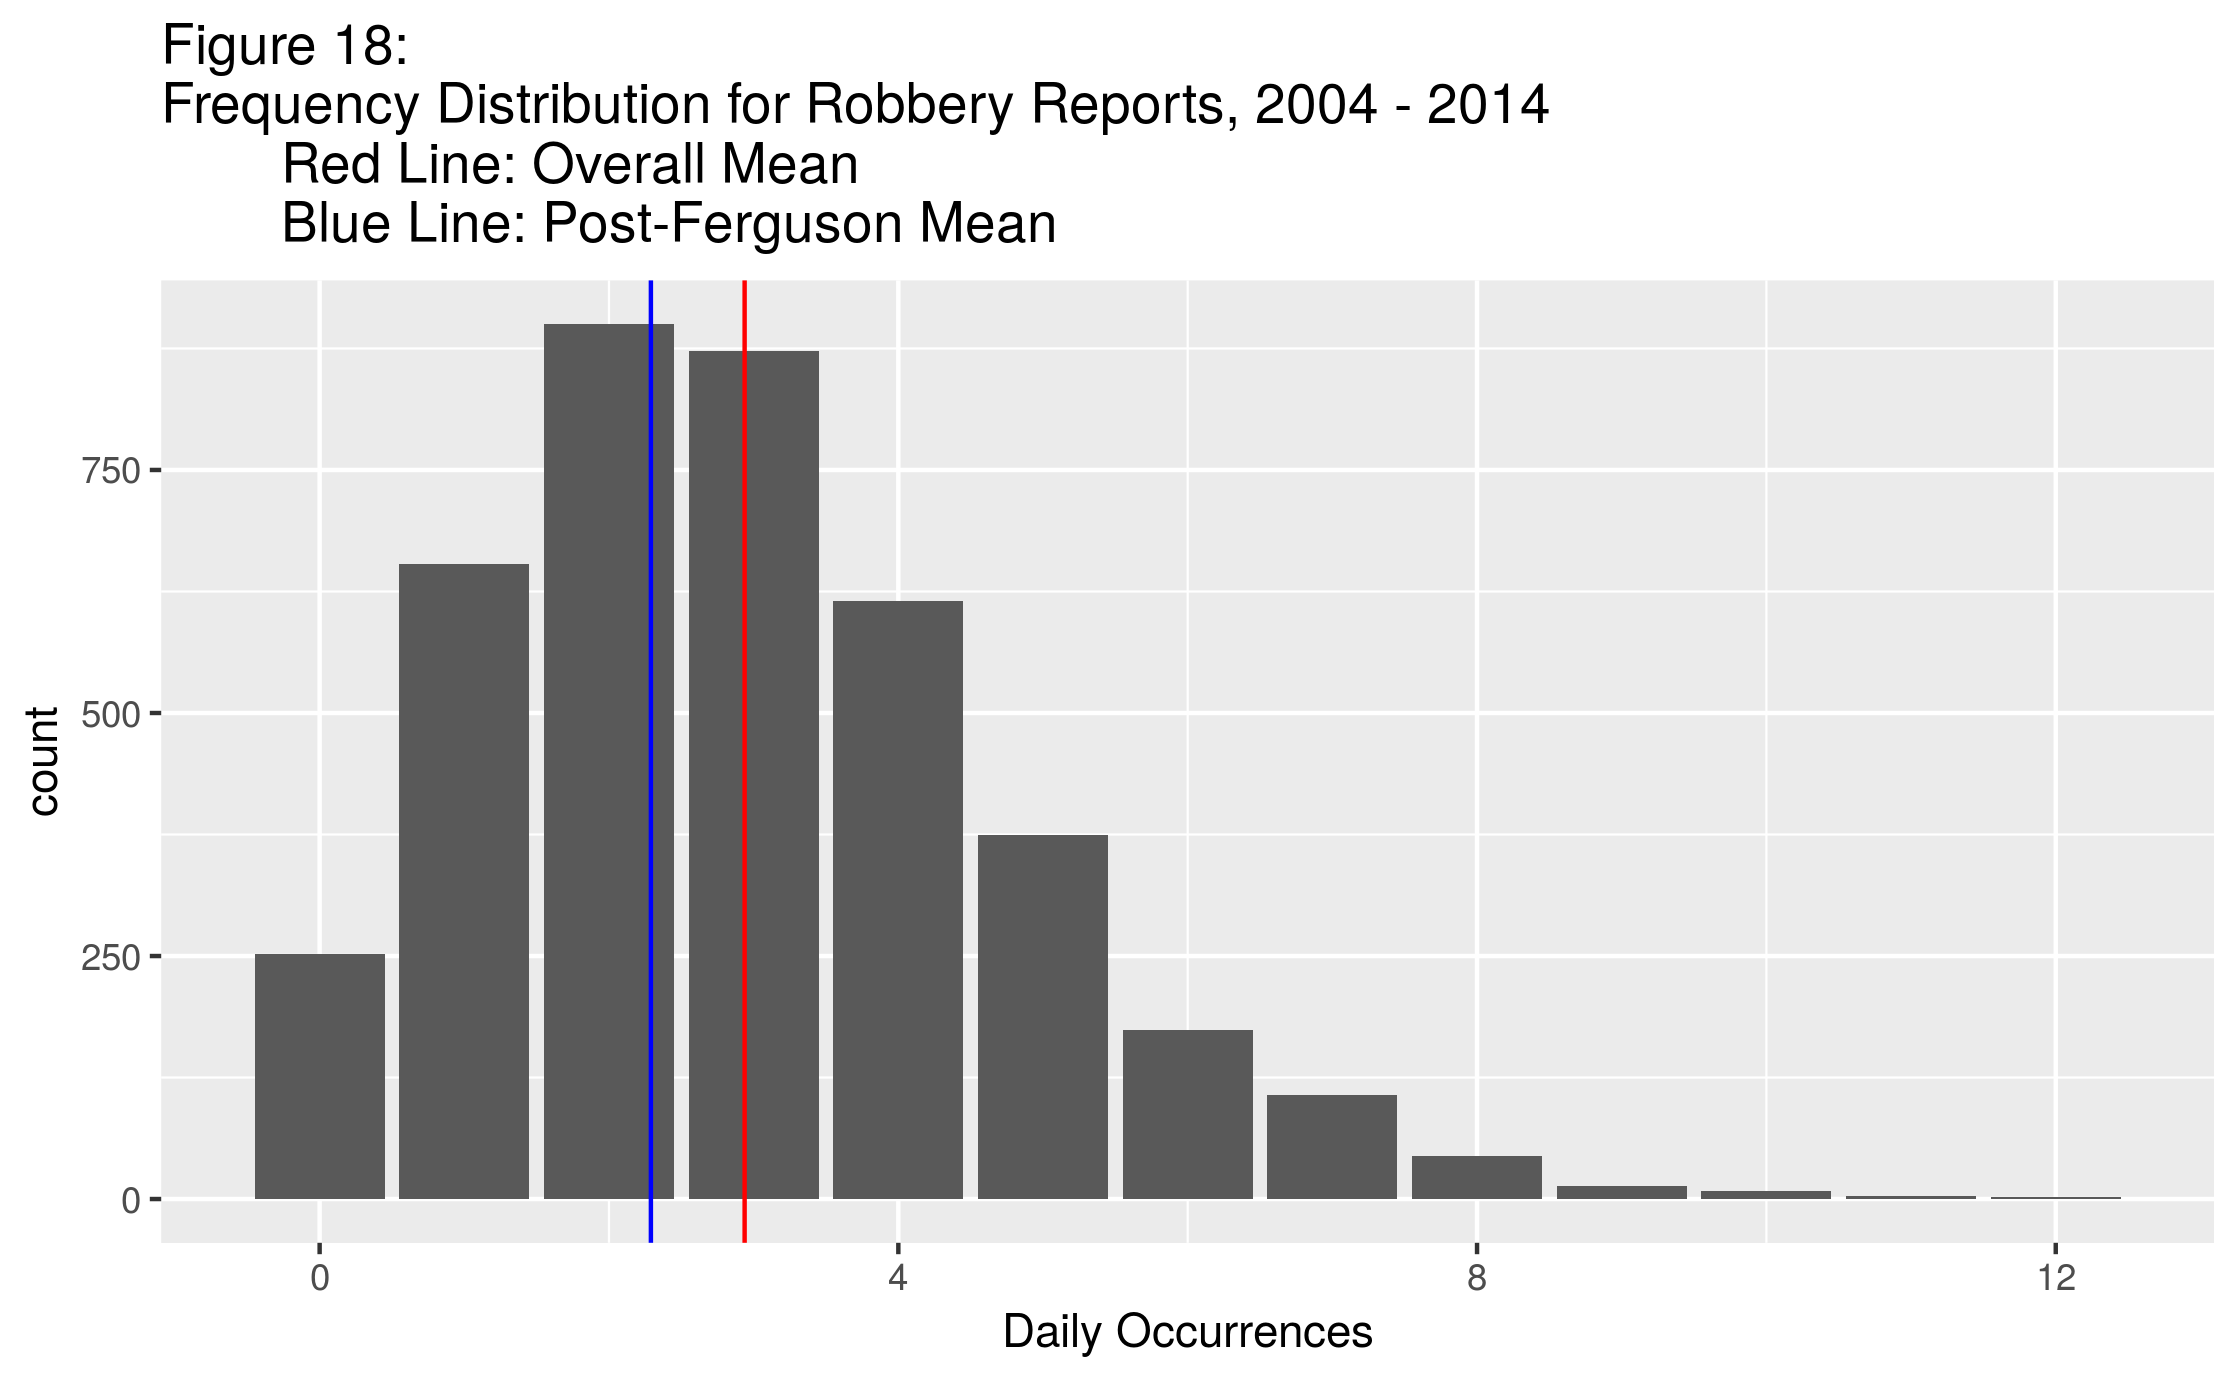 Figure 18:
Frequency Distribution for Robbery Reports, 2004 - 2014
Red Line: Overall Mean
Blue Line: Post-Ferguson Mean
count
750
500
250
0
0 4 8 12
Daily Occurrences